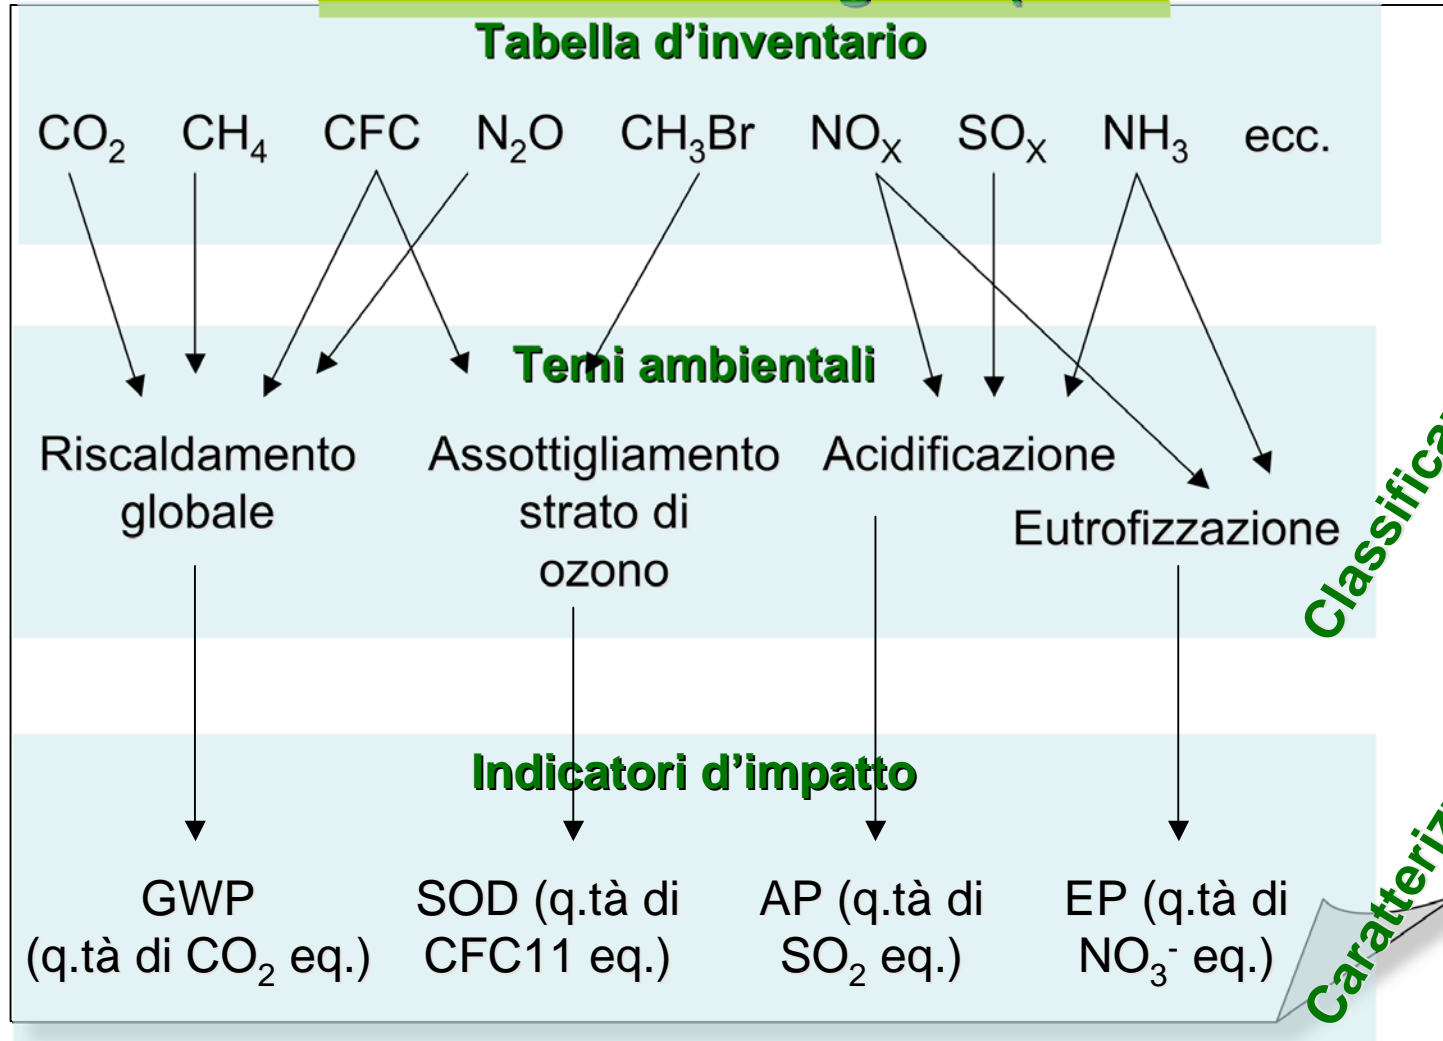 Tabella d’inventario
CO2 CH4 CFC N2O CH3Br NOX SOX NH3 ecc.
Temi ambientali
Riscaldamento globale
Assottigliamento strato di ozono
Acidificazione
Eutrofizzazione
Indicatori d’impatto
GWP
(q.tà di CO2 eq.)
SOD (q.tà di
CFC11 eq.)
AP (q.tà di
SO2 eq.)
EP (q.tà di
NO3- eq.)